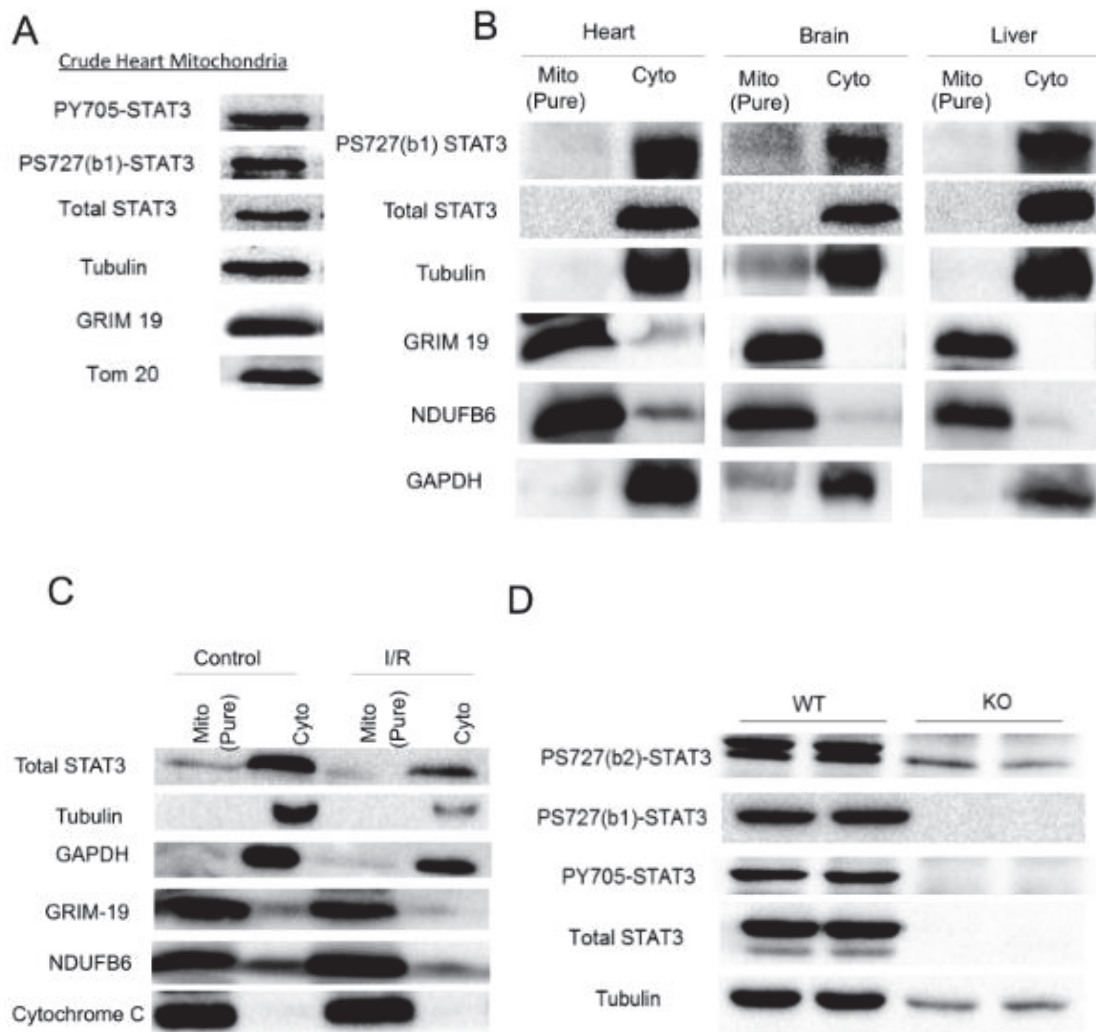 A
Crude Heart Mitochondria
PY705-STAT3
PS727(b1)-STAT3
Total STAT3
Tubulin
GRIM 19
Tom 20
B
Heart Brain Liver
Mito (Pure) Cyto Mito (Pure) Cyto Mito (Pure) Cyto
PS727(b1) STAT3
Total STAT3
Tubulin
GRIM 19
NDUFB6
GAPDH
C
Control I/R
Mito (Pure) Cyto Mito (Pure) Cyto
Total STAT3
Tubulin
GAPDH
GRIM-19
NDUFB6
Cytochrome C
D
WT KO
PS727(b2)-STAT3
PS727(b1)-STAT3
PY705-STAT3
Total STAT3
Tubulin